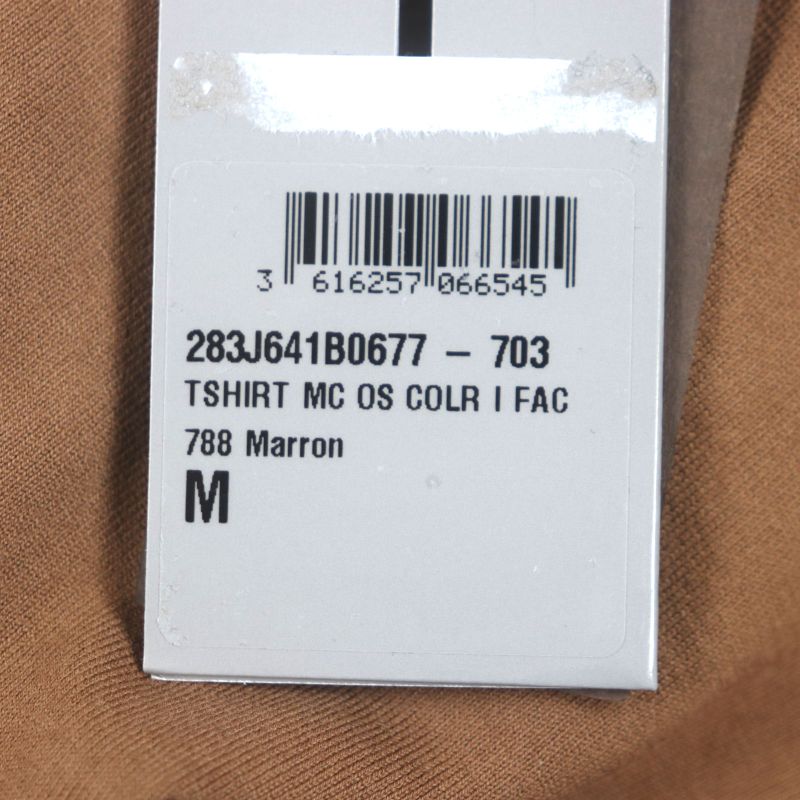 3 616257 066545
283J641B0677 – 703
TSHIRT MC OS COLR I FAC
788 Marron
M